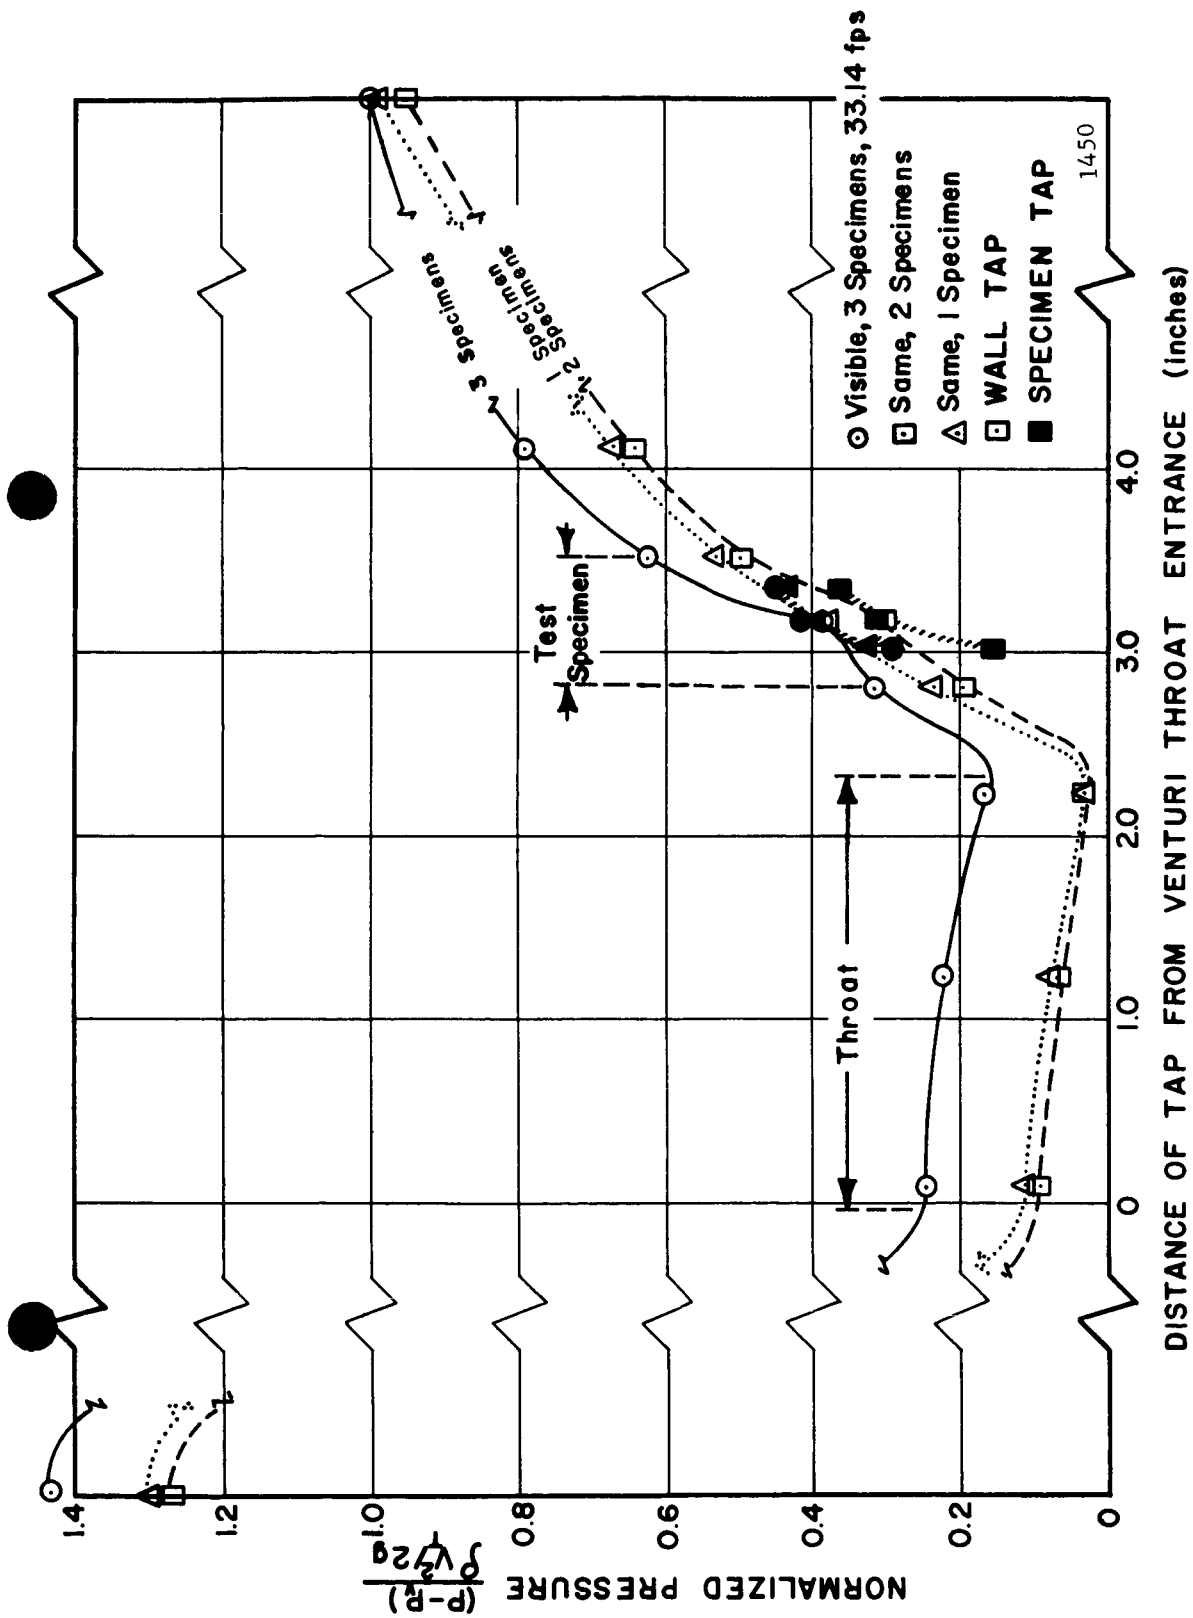 NORMALIZED PRESSURE (P-Pv)
ρVT²/2g
1.4
1.2
1.0
0.8
0.6
0.4
0.2
0
0
1.0
2.0
3.0
4.0
DISTANCE OF TAP FROM VENTURI THROAT ENTRANCE (inches)
Throat
Test
Specimen
3 Specimens
1 Specimen
2 Specimens
Visible, 3 Specimens, 33.14 fps
Same, 2 Specimens
Same, 1 Specimen
WALL TAP
SPECIMEN TAP
1450